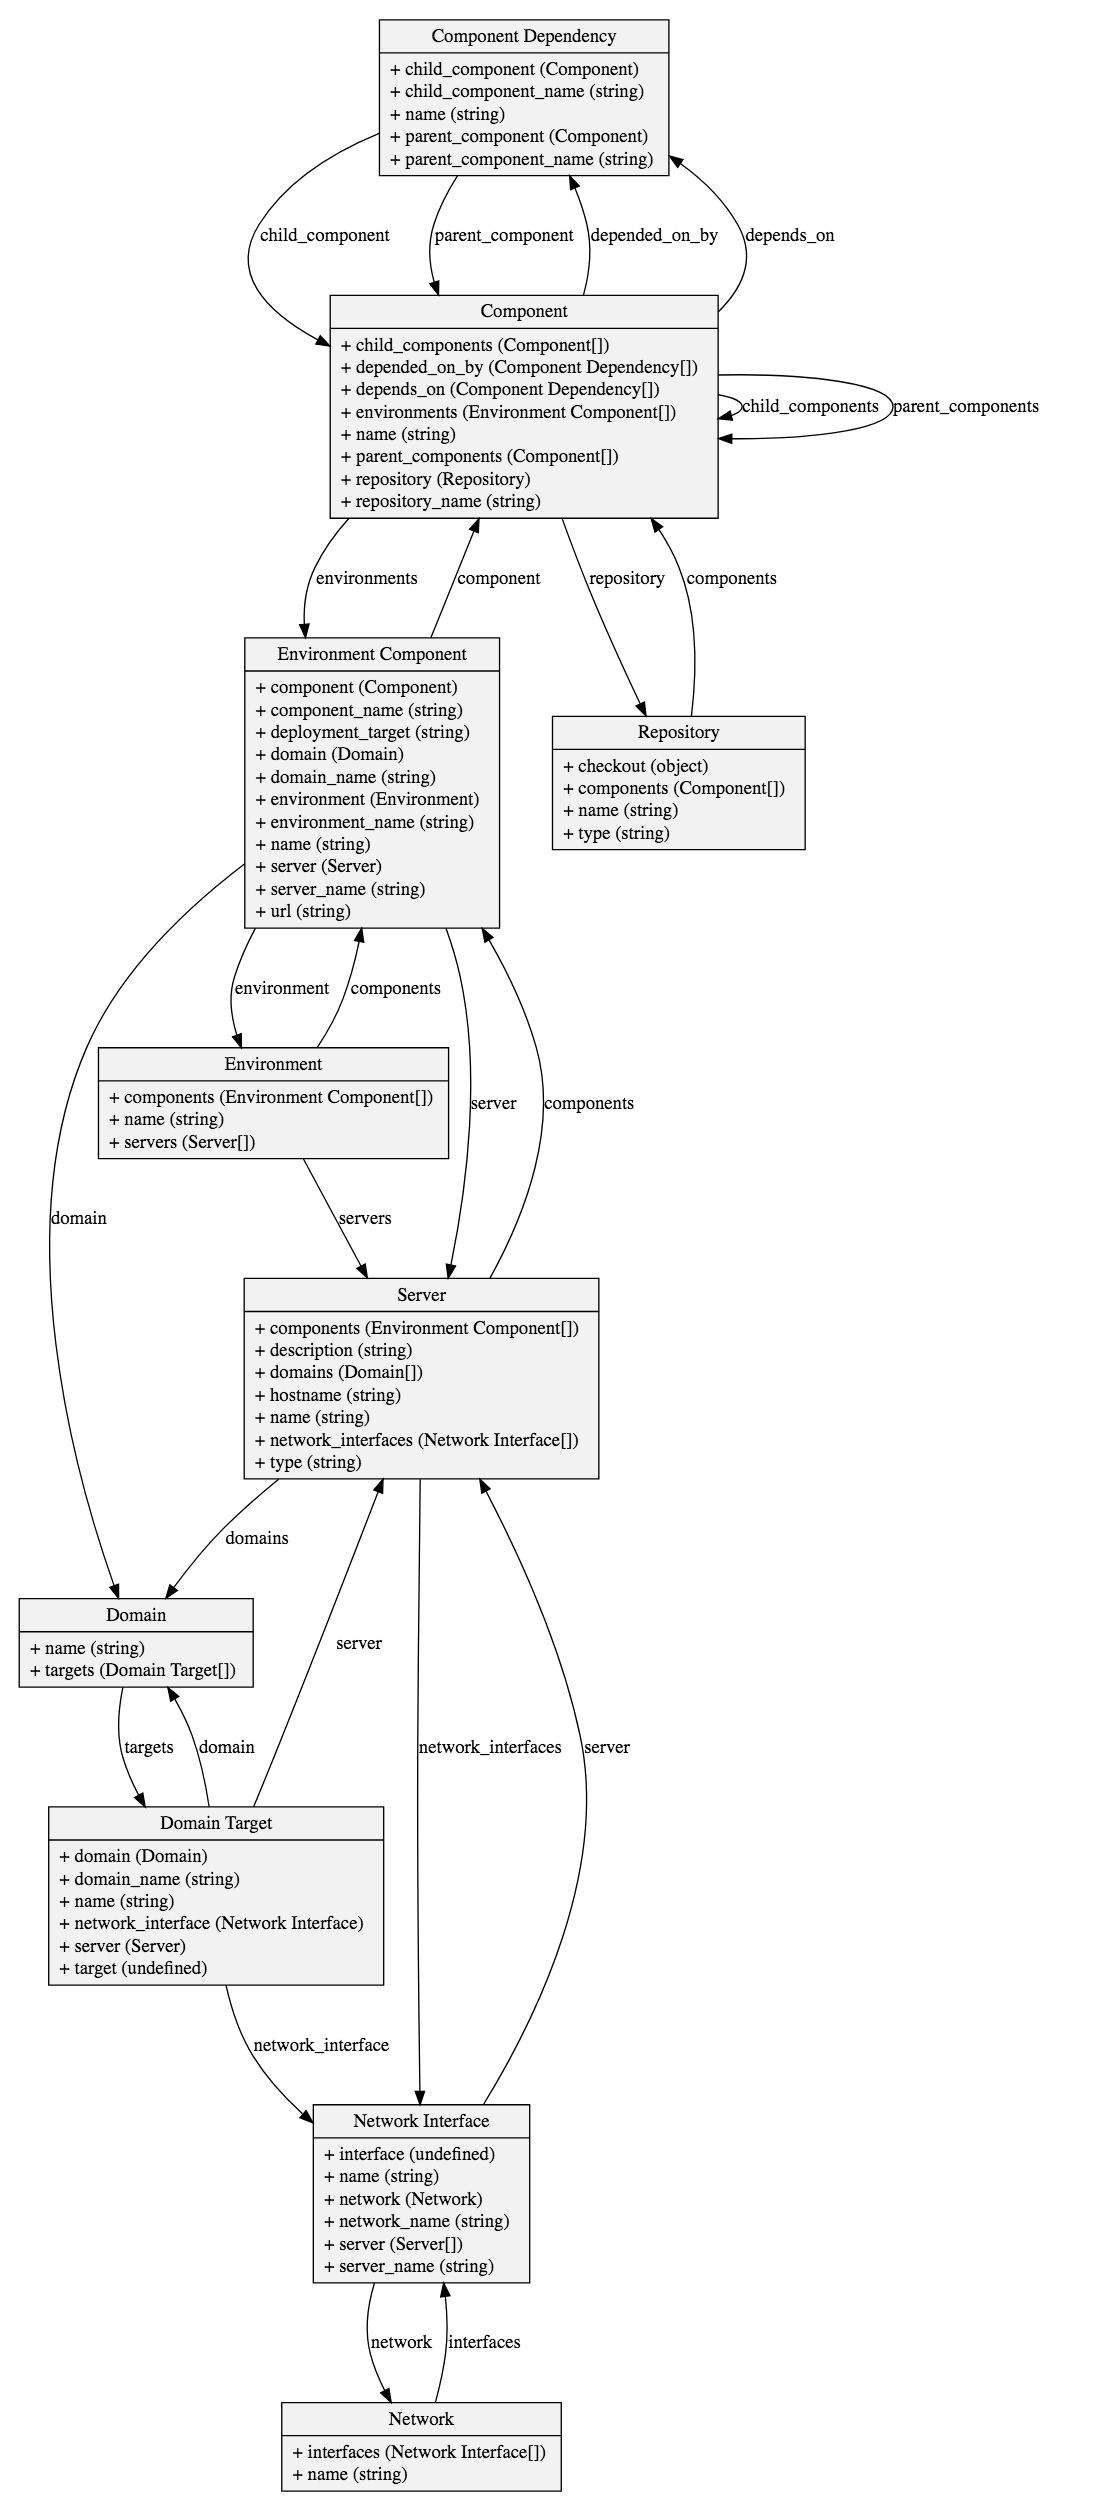 Component Dependency
+ child_component (Component)
+ child_component_name (string)
+ name (string)
+ parent_component (Component)
+ parent_component_name (string)
child_component
parent_component
depended_on_by
depends_on
Component
+ child_components (Component[])
+ depended_on_by (Component Dependency[])
+ depends_on (Component Dependency[])
+ environments (Environment Component[])
+ name (string)
+ parent_components (Component[])
+ repository (Repository)
+ repository_name (string)
child_components
parent_components
environments
component
repository
components
Environment Component
+ component (Component)
+ component_name (string)
+ deployment_target (string)
+ domain (Domain)
+ domain_name (string)
+ environment (Environment)
+ environment_name (string)
+ name (string)
+ server (Server)
+ server_name (string)
+ url (string)
Repository
+ checkout (object)
+ components (Component[])
+ name (string)
+ type (string)
environment
components
Environment
+ components (Environment Component[])
+ name (string)
+ servers (Server[])
server
components
domain
servers
Server
+ components (Environment Component[])
+ description (string)
+ domains (Domain[])
+ hostname (string)
+ name (string)
+ network_interfaces (Network Interface[])
+ type (string)
domains
Domain
+ name (string)
+ targets (Domain Target[])
server
targets
domain
network_interfaces
server
Domain Target
+ domain (Domain)
+ domain_name (string)
+ name (string)
+ network_interface (Network Interface)
+ server (Server)
+ target (undefined)
network_interface
Network Interface
+ interface (undefined)
+ name (string)
+ network (Network)
+ network_name (string)
+ server (Server[])
+ server_name (string)
network
interfaces
Network
+ interfaces (Network Interface[])
+ name (string)